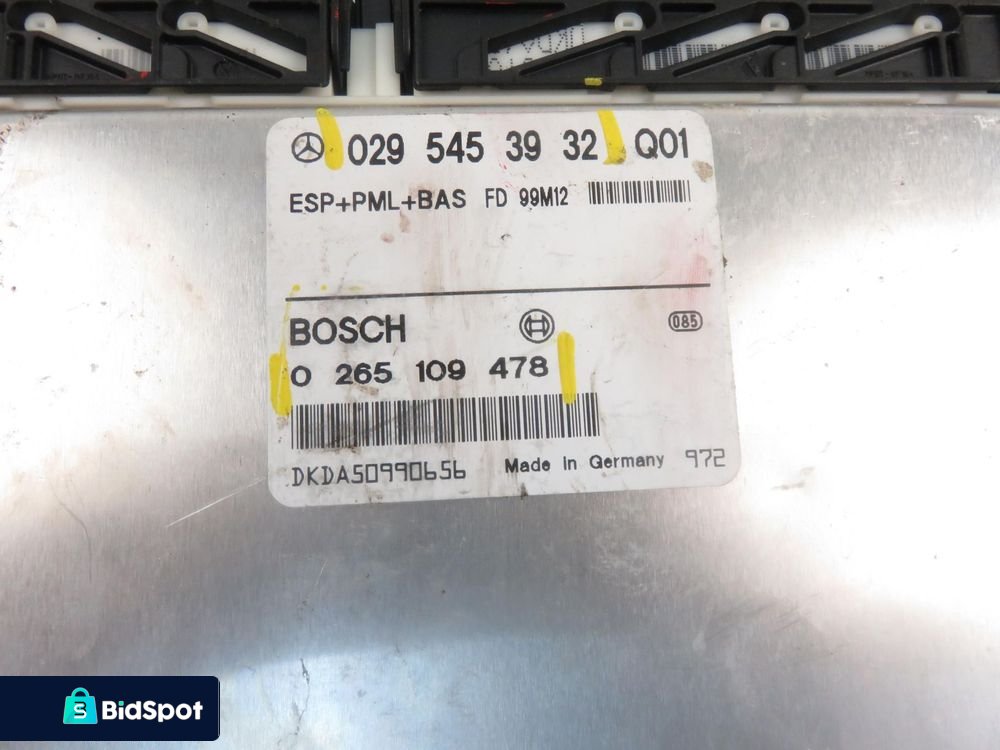 029 545 39 32 Q01
ESP+PML+BAS FD 99M12
BOSCH
085
0 265 109 478
DKDA50990656
Made in Germany 972
BidSpot